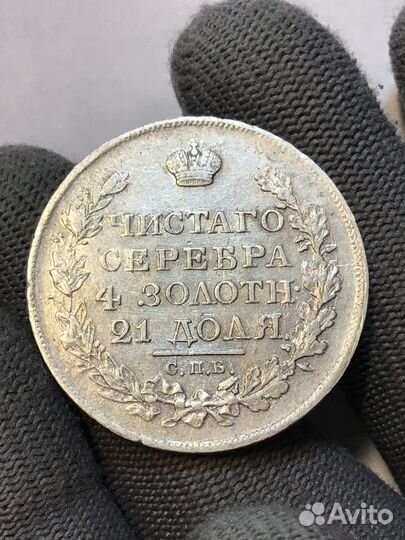 ЧИСТАГО
СЕРЕБРА
4 ЗОЛОТН.
21 ДОЛЯ
С.П.Б.
Avito